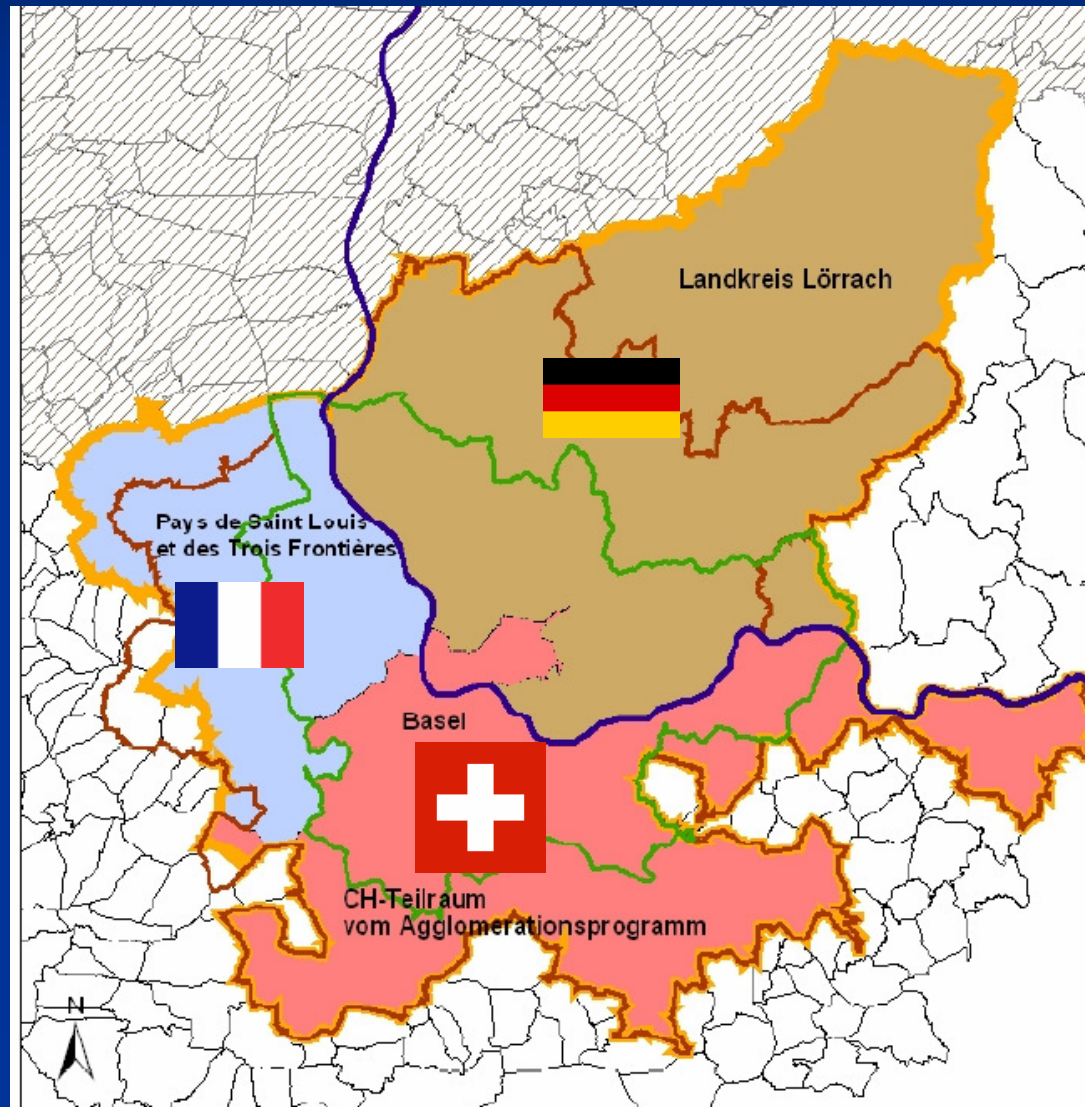 Landkreis Lörrach
Pays de Saint Louis
et des Trois Frontières
Basel
CH-Teilraum
vom Agglomerationsprogramm
N